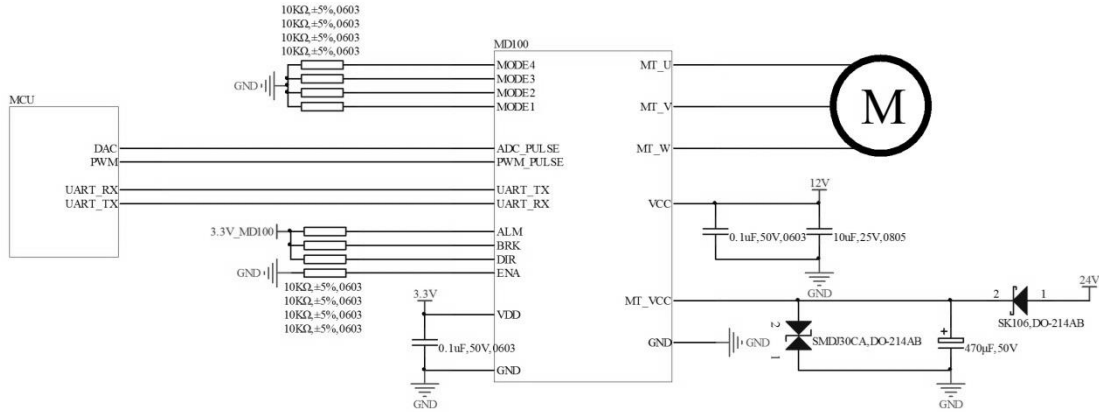 10KΩ,±5%,0603
10KΩ,±5%,0603
10KΩ,±5%,0603
10KΩ,±5%,0603
MD100
MODE4
MODE3
GND
MODE2
MODE1
MT_U
MT_V
MT_W
M
MCU
DAC
PWM
ADC_PULSE
PWM_PULSE
UART_RX
UART_TX
UART_TX
UART_RX
12V
VCC
0.1uF,50V,0603
10uF,25V,0805
GND
3.3V_MD100
ALM
BRK
DIR
GND
ENA
10KΩ,±5%,0603
10KΩ,±5%,0603
10KΩ,±5%,0603
10KΩ,±5%,0603
3.3V
VDD
0.1uF,50V,0603
GND
GND
MT_VCC
2
1
24V
SK106,DO-214AB
GND
GND
2
SMDJ30CA,DO-214AB
1
+
470μF,50V
GND